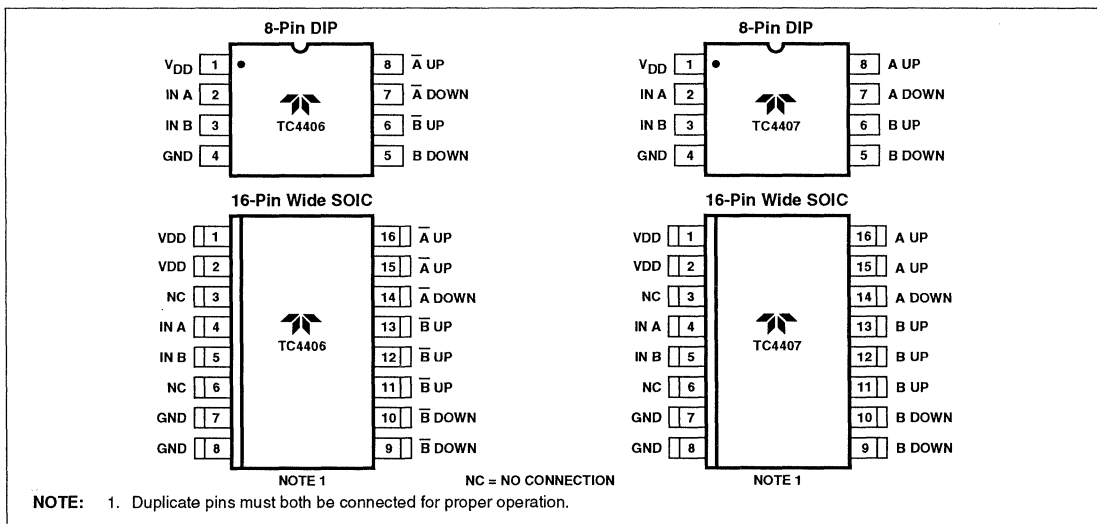 8-Pin DIP
V_DD 1
IN A 2
IN B 3
GND 4
8 A̅ UP
7 A̅ DOWN
6 B̅ UP
5 B DOWN
TC4406
8-Pin DIP
V_DD 1
IN A 2
IN B 3
GND 4
8 A UP
7 A DOWN
6 B UP
5 B DOWN
TC4407
16-Pin Wide SOIC
VDD 1
VDD 2
NC 3
IN A 4
IN B 5
NC 6
GND 7
GND 8
16 A̅ UP
15 A̅ UP
14 A̅ DOWN
13 B̅ UP
12 B̅ UP
11 B̅ UP
10 B̅ DOWN
9 B̅ DOWN
TC4406
NOTE 1
16-Pin Wide SOIC
VDD 1
VDD 2
NC 3
IN A 4
IN B 5
NC 6
GND 7
GND 8
16 A UP
15 A UP
14 A DOWN
13 B UP
12 B UP
11 B UP
10 B DOWN
9 B DOWN
TC4407
NOTE 1
NC = NO CONNECTION
NOTE: 1. Duplicate pins must both be connected for proper operation.